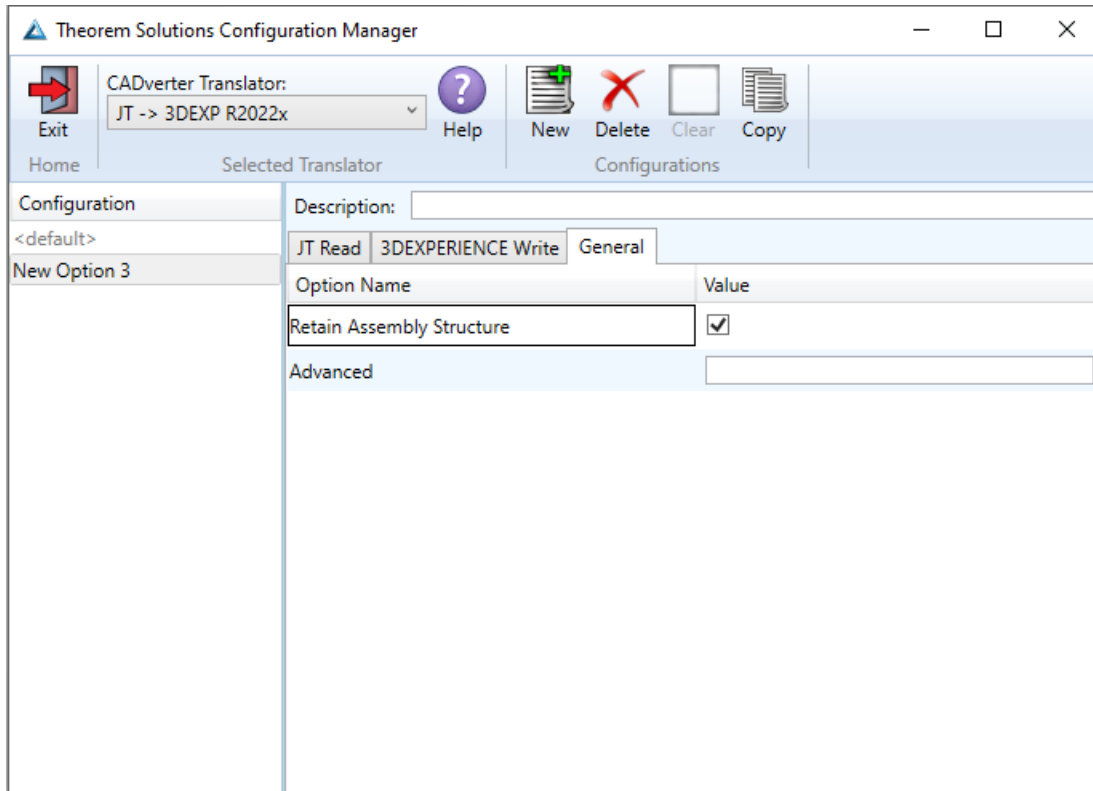 Theorem Solutions Configuration Manager
CADverter Translator:
JT -> 3DEXP R2022x
Exit
Help
New
Delete
Clear
Copy
Home
Selected Translator
Configurations
Configuration
Description:
<default>
JT Read
3DEXPERIENCE Write
General
New Option 3
Option Name
Value
Retain Assembly Structure
Advanced